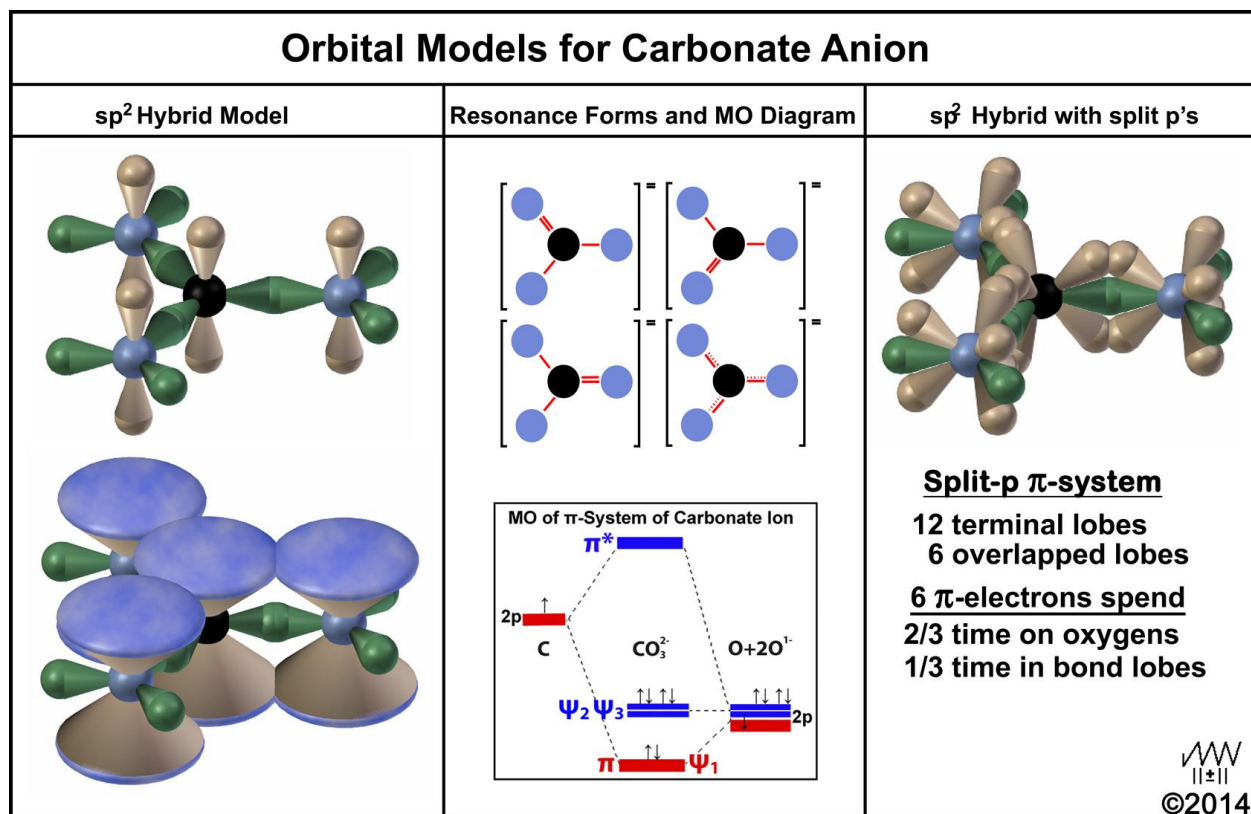 Orbital Models for Carbonate Anion
sp² Hybrid Model
Resonance Forms and MO Diagram
sp² Hybrid with split p's
= =
= =
MO of π-System of Carbonate Ion
π*
↑
2p
C
CO₃²⁻
O+2O¹⁻
↑↓ ↑↓
↑↓ ↑↓
Ψ₂ Ψ₃
↓
2p
↑↓
π
Ψ₁
Split-p π-system
12 terminal lobes
6 overlapped lobes
6 π-electrons spend
2/3 time on oxygens
1/3 time in bond lobes
||±||
©2014